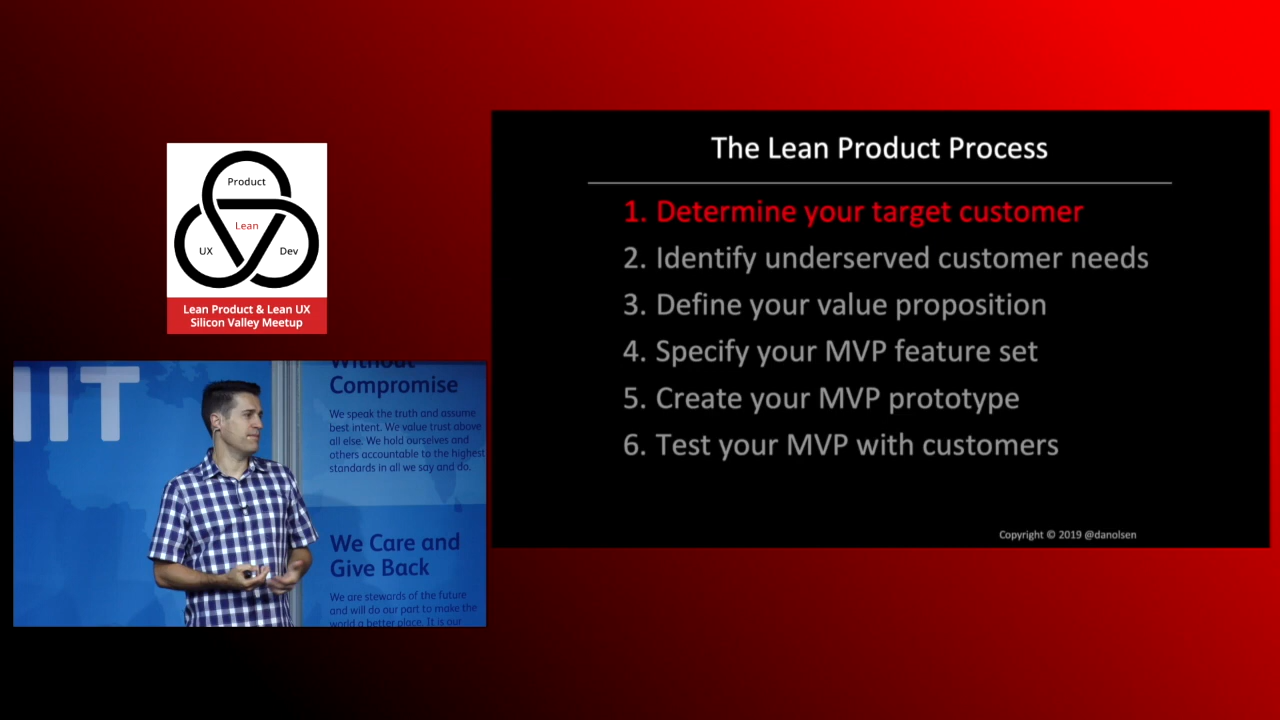 Product
Lean
UX
Dev
Lean Product & Lean UX
Silicon Valley Meetup
IIT
Without
Compromise
We speak the truth and assume
best intent. We value trust above
all else. We hold ourselves and
others accountable to the highest
standards in all we say and do.
We Care and
Give Back
We are stewards of the future
and will do our part to make the
world a better place. It is our
The Lean Product Process
1. Determine your target customer
2. Identify underserved customer needs
3. Define your value proposition
4. Specify your MVP feature set
5. Create your MVP prototype
6. Test your MVP with customers
Copyright © 2019 @danolsen